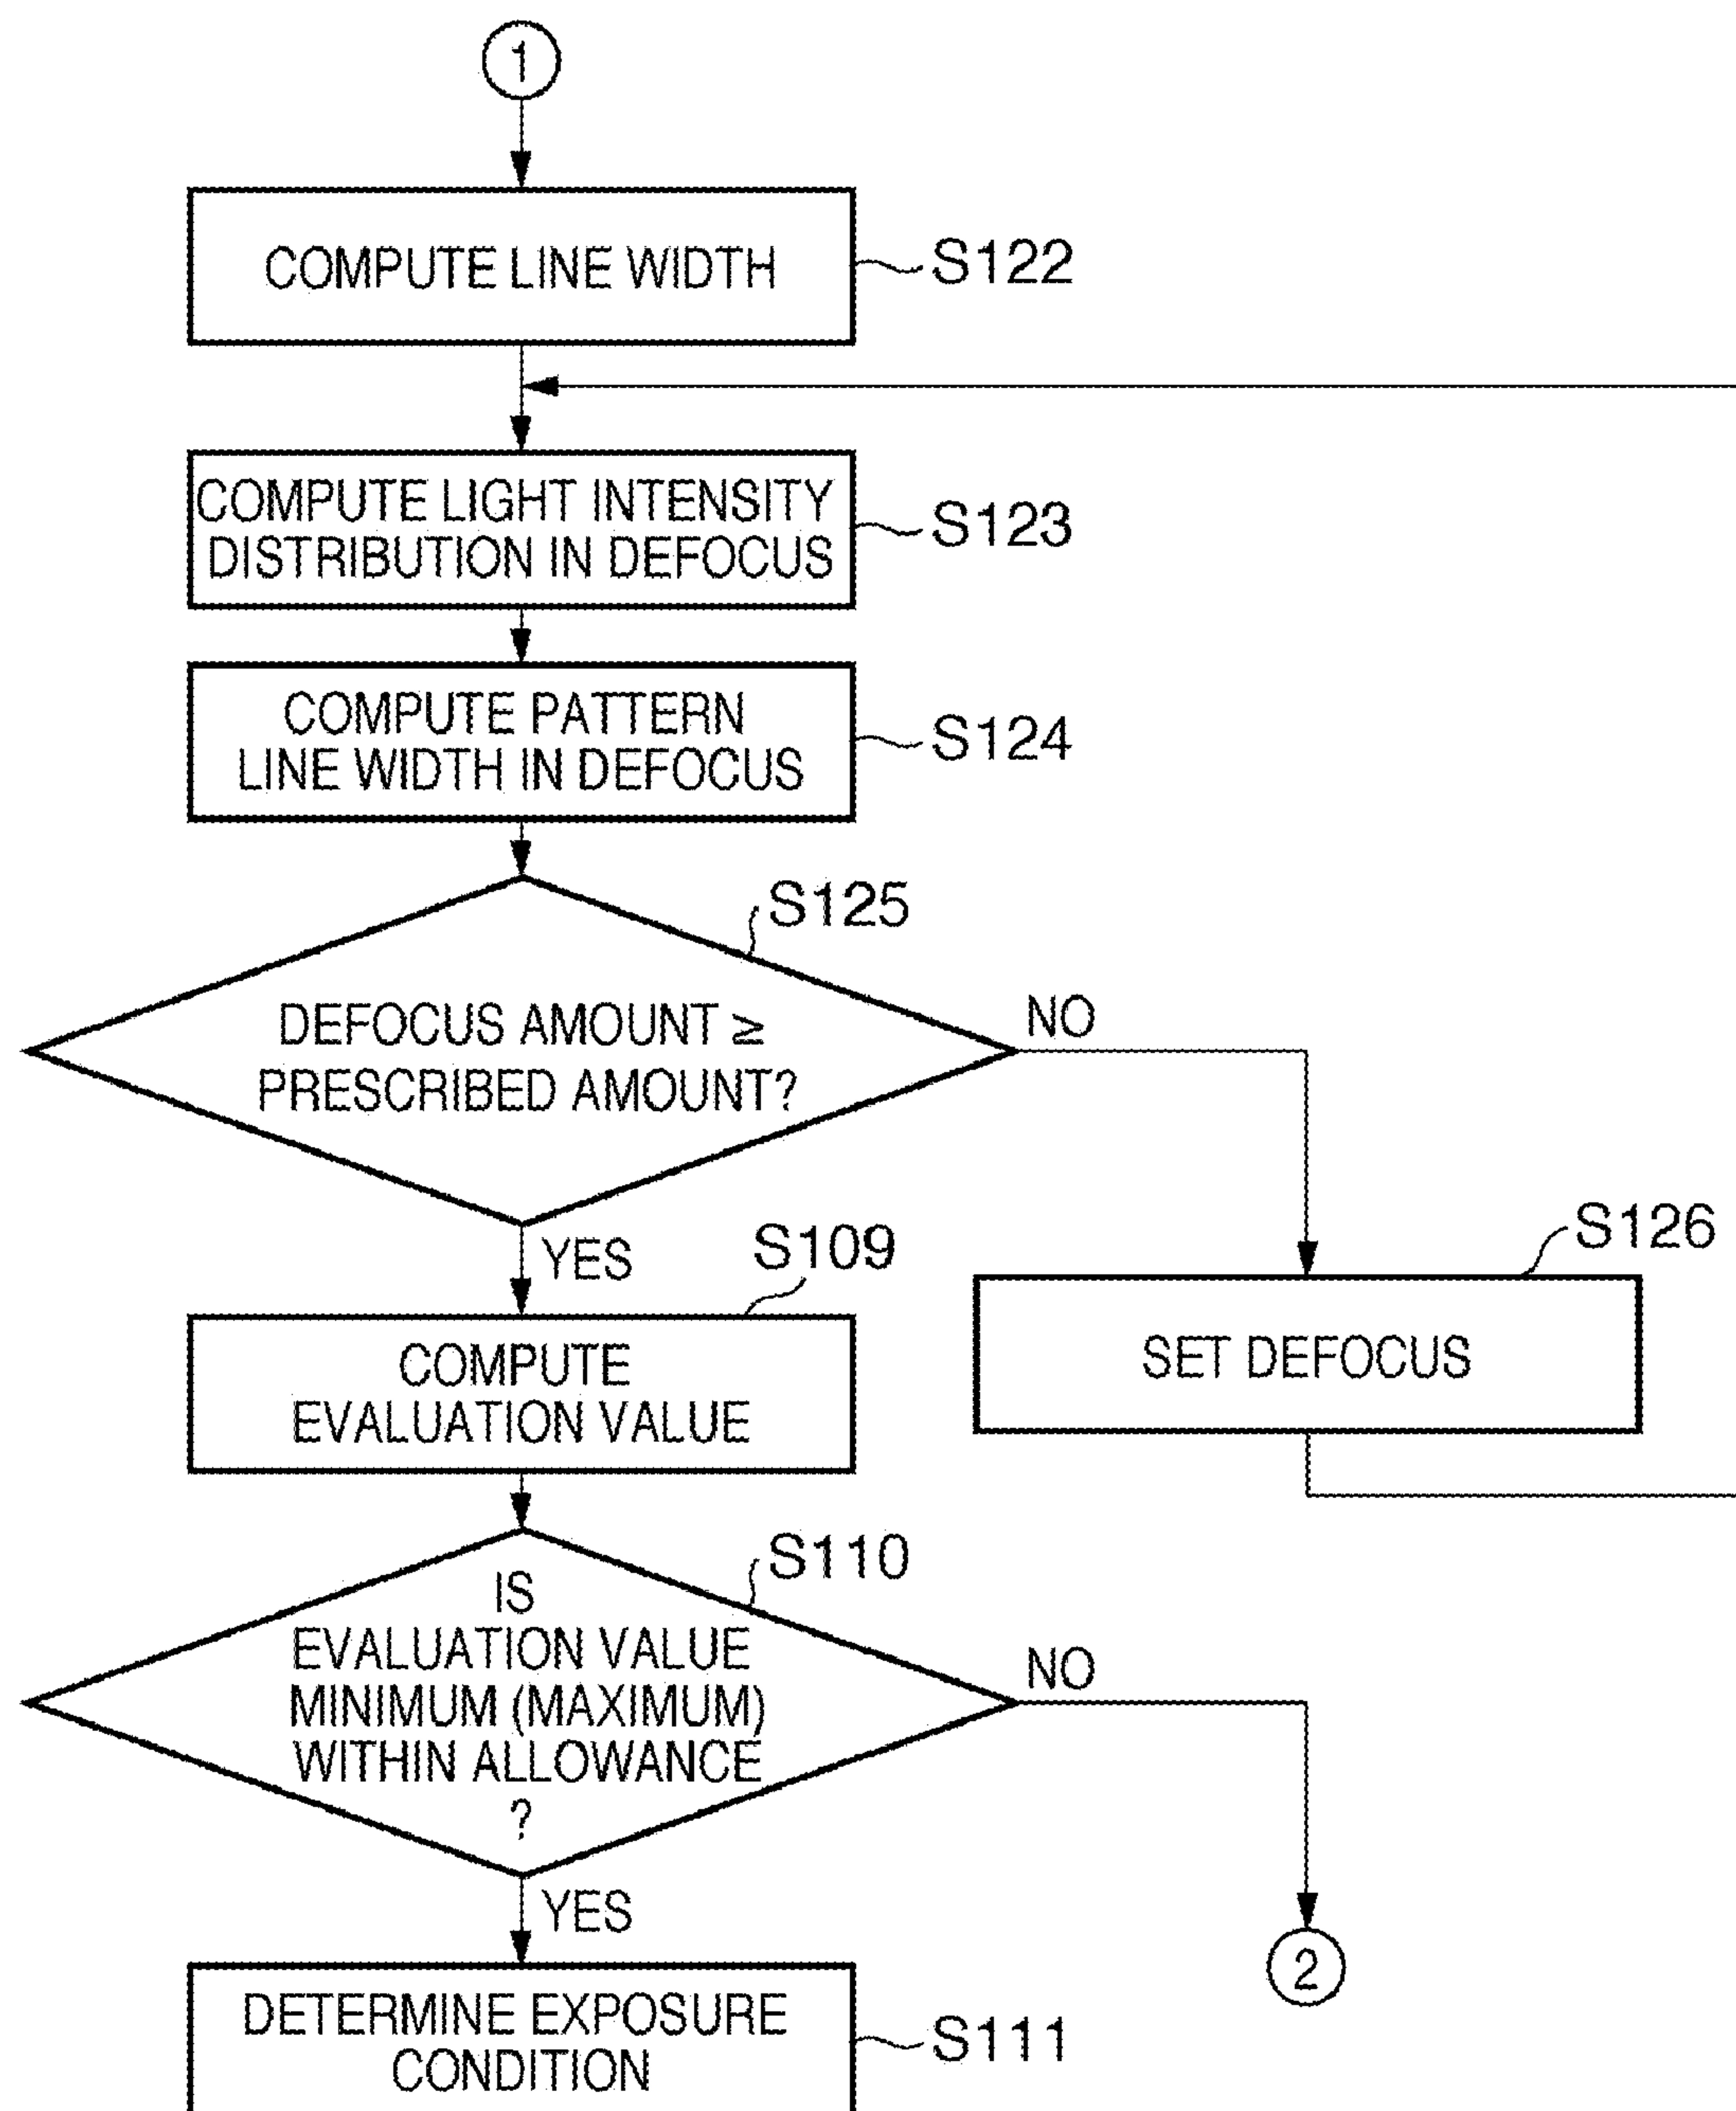 1
COMPUTE LINE WIDTH
S122
COMPUTE LIGHT INTENSITY
DISTRIBUTION IN DEFOCUS
S123
COMPUTE PATTERN
LINE WIDTH IN DEFOCUS
S124
S125
DEFOCUS AMOUNT ≥
PRESCRIBED AMOUNT?
NO
YES
S109
S126
COMPUTE
EVALUATION VALUE
SET DEFOCUS
S110
IS
EVALUATION VALUE
MINIMUM (MAXIMUM)
WITHIN ALLOWANCE
?
NO
YES
2
DETERMINE EXPOSURE
CONDITION
S111